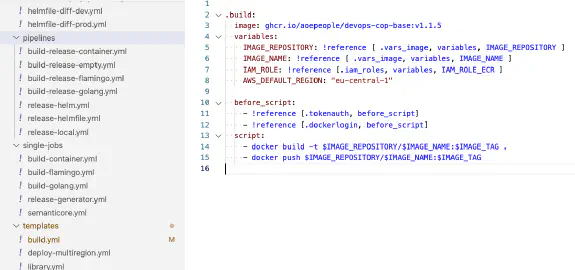 helmfile-diff-dev.yml
helmfile-diff-prod.yml
pipelines
build-release-container.yml
build-release-empty.yml
build-release-flamingo.yml
build-release-golang.yml
release-helm.yml
release-helmfile.yml
release-local.yml
single-jobs
build-container.yml
build-flamingo.yml
build-golang.yml
release-generator.yml
semanticore.yml
templates
build.yml M
deploy-multiregion.yml
library.yml
1
2 .build:
3 image: ghcr.io/aoepeople/devops-cop-base:v1.1.5
4 variables:
5 IMAGE_REPOSITORY: !reference [ .vars_image, variables, IMAGE_REPOSITORY ]
6 IMAGE_NAME: !reference [ .vars_image, variables, IMAGE_NAME ]
7 IAM_ROLE: !reference [.iam_roles, variables, IAM_ROLE_ECR ]
8 AWS_DEFAULT_REGION: "eu-central-1"
9
10 before_script:
11 - !reference [.tokenauth, before_script]
12 - !reference [.dockerlogin, before_script]
13 script:
14 - docker build -t $IMAGE_REPOSITORY/$IMAGE_NAME:$IMAGE_TAG .
15 - docker push $IMAGE_REPOSITORY/$IMAGE_NAME:$IMAGE_TAG
16